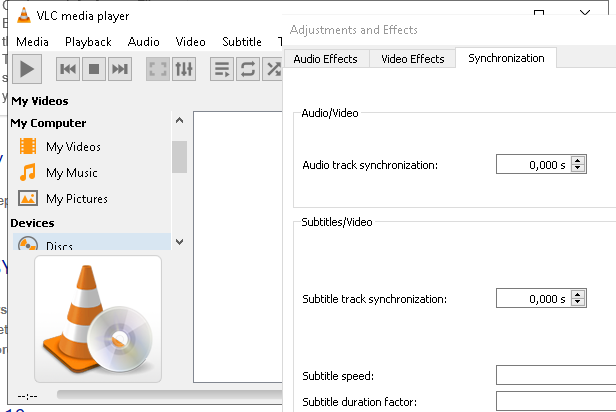 VLC media player
Media Playback Audio Video Subtitle
My Videos
My Computer
My Videos
My Music
My Pictures
Devices
Discs
--:--
Adjustments and Effects
Audio Effects Video Effects Synchronization
Audio/Video
Audio track synchronization: 0,000 s
Subtitles/Video
Subtitle track synchronization: 0,000 s
Subtitle speed:
Subtitle duration factor: